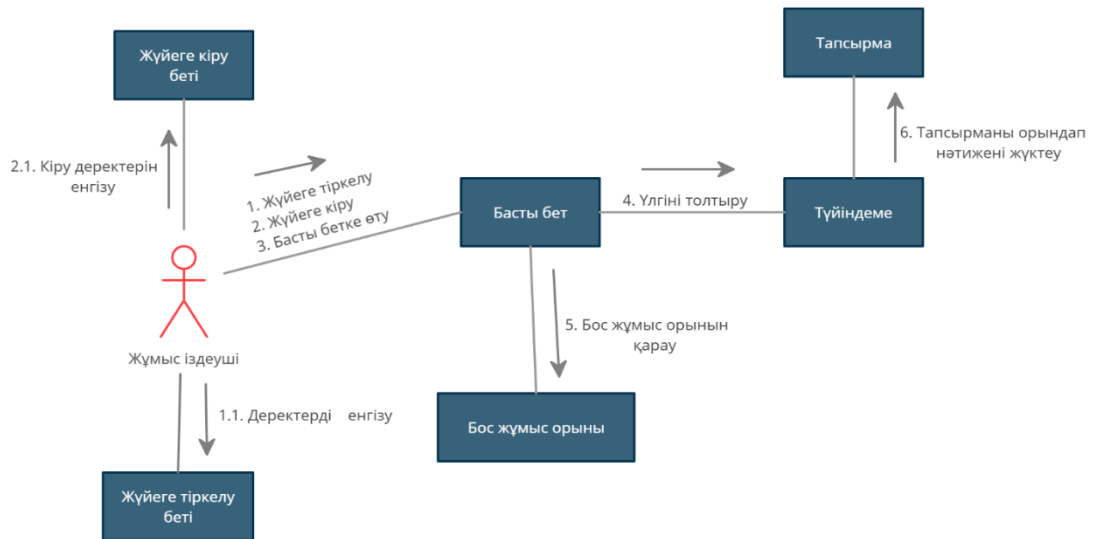 Жүйеге кіру
беті
Тапсырма
2.1. Кіру деректерін
енгізу
6. Тапсырманы орындап
нәтижені жүктеу
1. Жүйеге тіркелу
2. Жүйеге кіру
3. Басты бетке өту
Басты бет
4. Үлгіні толтыру
Түйіндеме
Жұмыс іздеуші
5. Бос жұмыс орынын
қарау
1.1. Деректерді енгізу
Бос жұмыс орыны
Жүйеге тіркелу
беті